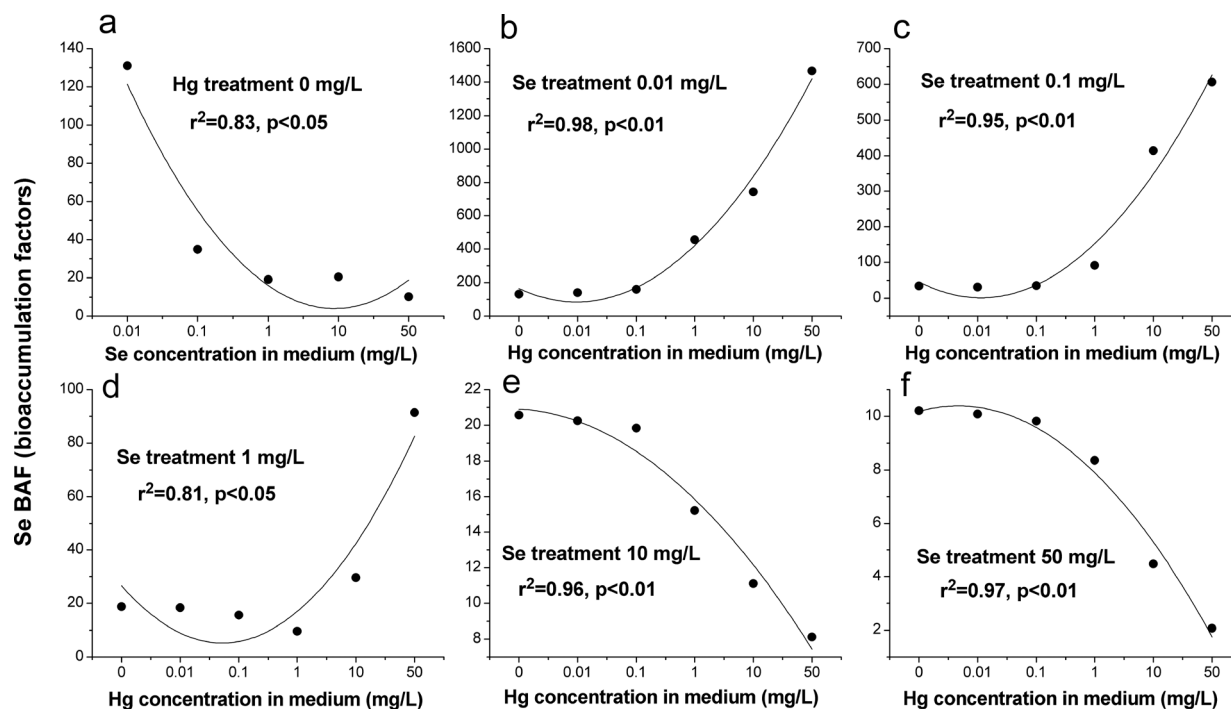 Se BAF (bioaccumulation factors)
a
140
120
100
80
60
40
20
0
Hg treatment 0 mg/L
r²=0.83, p<0.05
0.01 0.1 1 10 50
Se concentration in medium (mg/L)
b
1600
1400
1200
1000
800
600
400
200
0
Se treatment 0.01 mg/L
r²=0.98, p<0.01
0 0.01 0.1 1 10 50
Hg concentration in medium (mg/L)
c
700
600
500
400
300
200
100
0
Se treatment 0.1 mg/L
r²=0.95, p<0.01
0 0.01 0.1 1 10 50
Hg concentration in medium (mg/L)
d
100
80
60
40
20
0
Se treatment 1 mg/L
r²=0.81, p<0.05
0 0.01 0.1 1 10 50
Hg concentration in medium (mg/L)
e
22
20
18
16
14
12
10
8
Se treatment 10 mg/L
r²=0.96, p<0.01
0 0.01 0.1 1 10 50
Hg concentration in medium (mg/L)
f
10
8
6
4
2
Se treatment 50 mg/L
r²=0.97, p<0.01
0 0.01 0.1 1 10 50
Hg concentration in medium (mg/L)